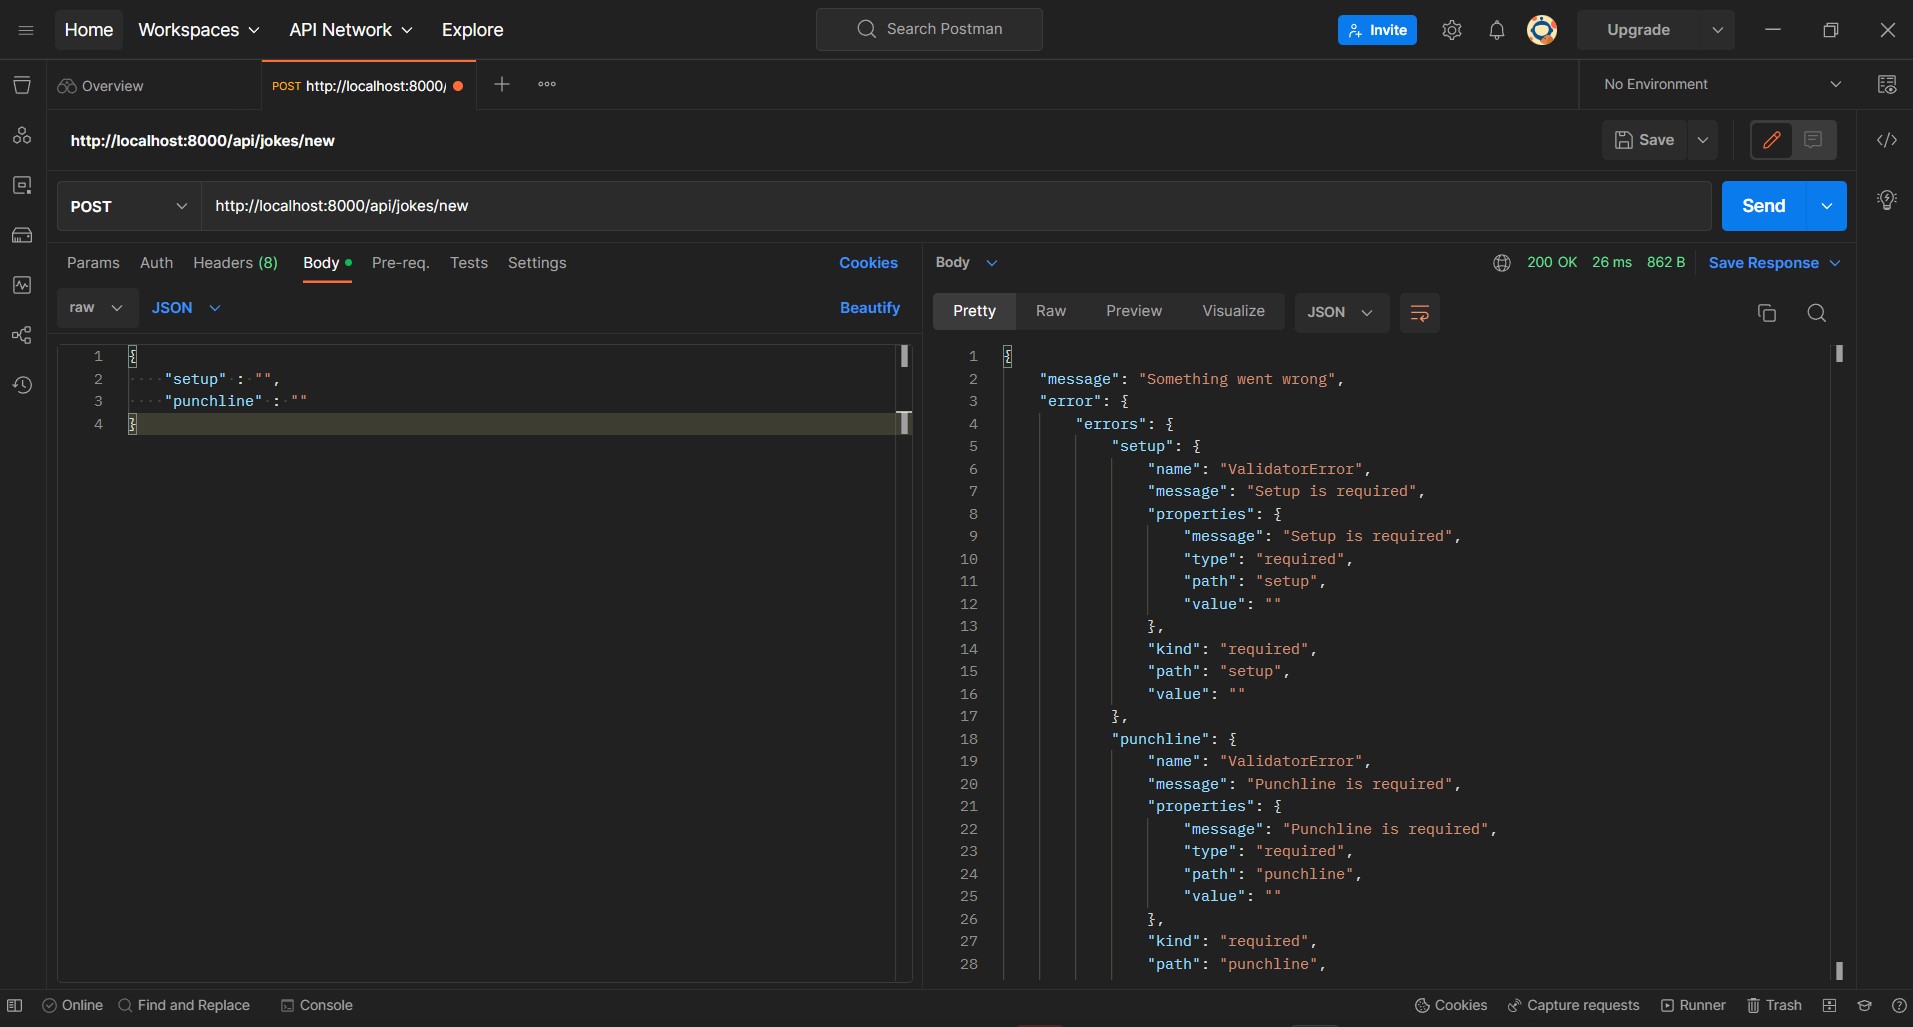 Home Workspaces API Network Explore Search Postman Invite Upgrade
Overview POST http://localhost:8000/ No Environment
http://localhost:8000/api/jokes/new Save
POST http://localhost:8000/api/jokes/new Send
Params Auth Headers (8) Body Pre-req. Tests Settings Cookies
raw JSON Beautify
1 {
2 "setup" : "",
3 "punchline" : ""
4 }
Body 200 OK 26 ms 862 B Save Response
Pretty Raw Preview Visualize JSON
1 {
2 "message": "Something went wrong",
3 "error": {
4 "errors": {
5 "setup": {
6 "name": "ValidatorError",
7 "message": "Setup is required",
8 "properties": {
9 "message": "Setup is required",
10 "type": "required",
11 "path": "setup",
12 "value": ""
13 },
14 "kind": "required",
15 "path": "setup",
16 "value": ""
17 },
18 "punchline": {
19 "name": "ValidatorError",
20 "message": "Punchline is required",
21 "properties": {
22 "message": "Punchline is required",
23 "type": "required",
24 "path": "punchline",
25 "value": ""
26 },
27 "kind": "required",
28 "path": "punchline",
Online Find and Replace Console Cookies Capture requests Runner Trash